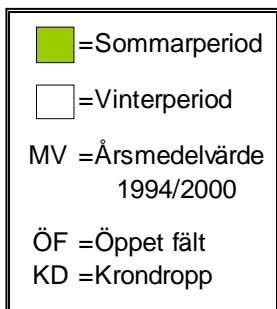 =Sommarperiod
=Vinterperiod
MV =Årsmedelvärde
1994/2000
ÖF =Öppet fält
KD =Krondropp